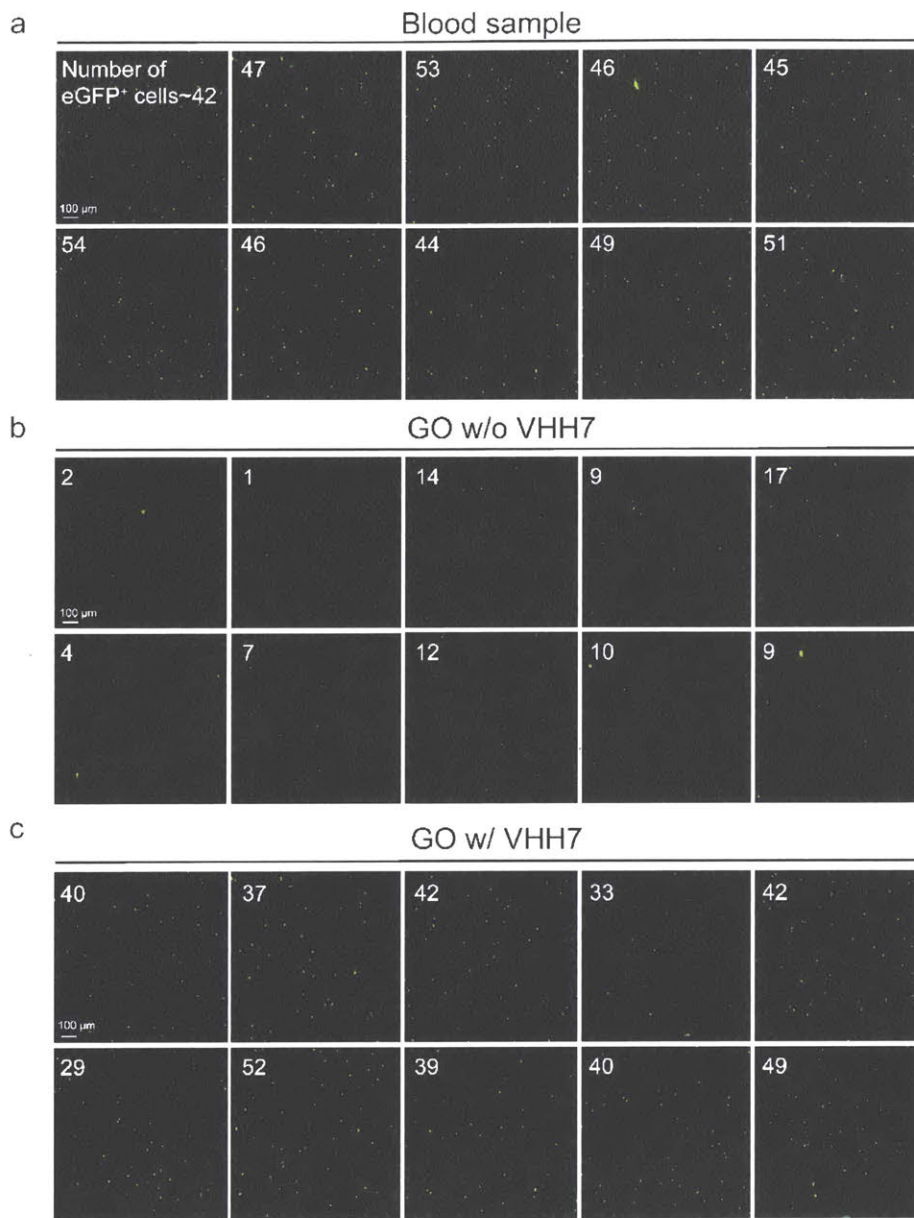 a
Blood sample
Number of
eGFP⁺ cells~42
47
53
46
45
100 µm
54
46
44
49
51
b
GO w/o VHH7
2
1
14
9
17
100 µm
4
7
12
10
9
c
GO w/ VHH7
40
37
42
33
42
100 µm
29
52
39
40
49